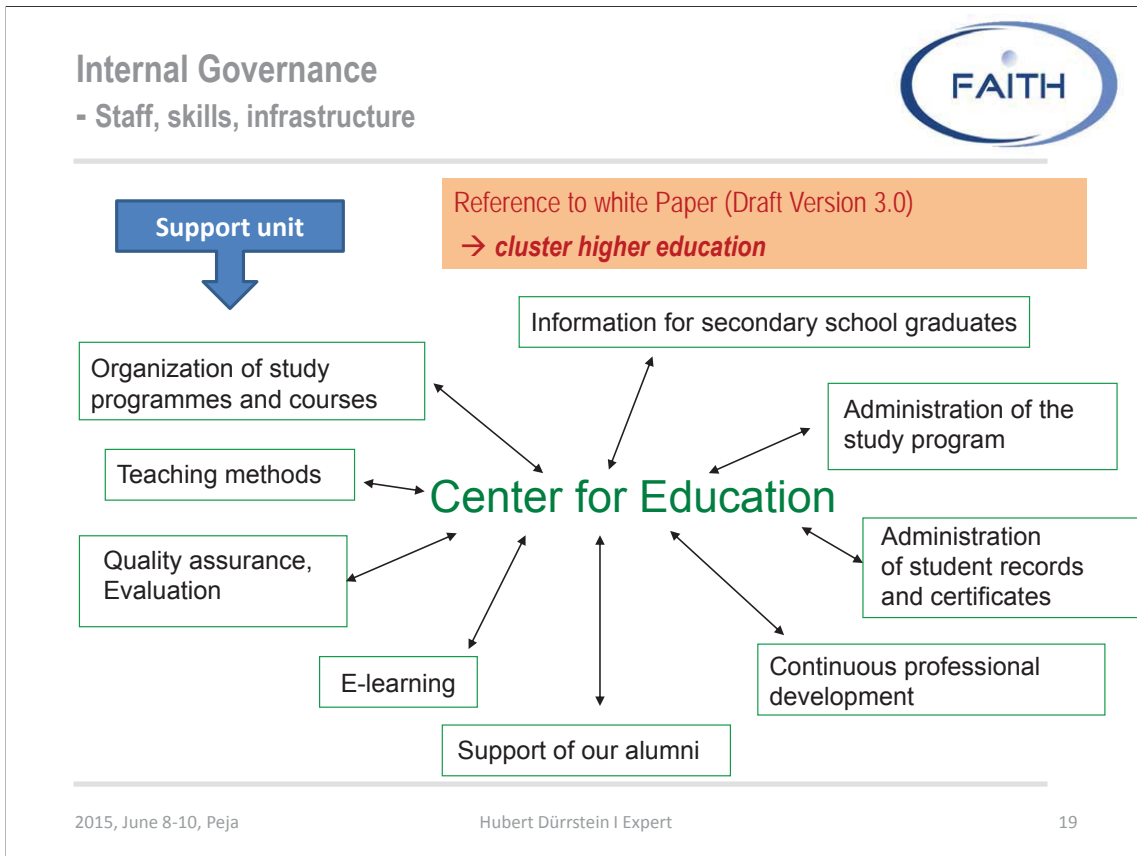 Internal Governance
- Staff, skills, infrastructure
FAITH
Support unit
Reference to white Paper (Draft Version 3.0)
→ cluster higher education
Information for secondary school graduates
Organization of study
programmes and courses
Administration of the
study program
Teaching methods
Center for Education
Quality assurance,
Evaluation
Administration
of student records
and certificates
E-learning
Continuous professional
development
Support of our alumni
2015, June 8-10, Peja
Hubert Dürrstein I Expert
19